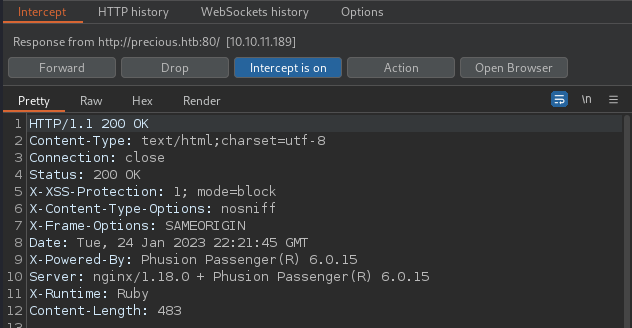 Intercept HTTP history WebSockets history Options
Response from http://precious.htb:80/ [10.10.11.189]
Forward Drop Intercept is on Action Open Browser
Pretty Raw Hex Render \n
1 HTTP/1.1 200 OK
2 Content-Type: text/html;charset=utf-8
3 Connection: close
4 Status: 200 OK
5 X-XSS-Protection: 1; mode=block
6 X-Content-Type-Options: nosniff
7 X-Frame-Options: SAMEORIGIN
8 Date: Tue, 24 Jan 2023 22:21:45 GMT
9 X-Powered-By: Phusion Passenger(R) 6.0.15
10 Server: nginx/1.18.0 + Phusion Passenger(R) 6.0.15
11 X-Runtime: Ruby
12 Content-Length: 483
13